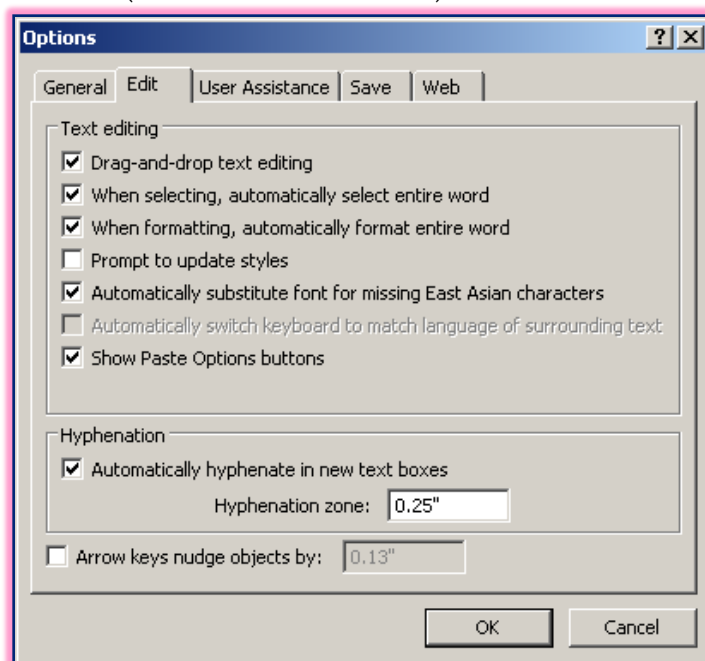 Options
General Edit User Assistance Save Web
Text editing
Drag-and-drop text editing
When selecting, automatically select entire word
When formatting, automatically format entire word
Prompt to update styles
Automatically substitute font for missing East Asian characters
Automatically switch keyboard to match language of surrounding text
Show Paste Options buttons
Hyphenation
Automatically hyphenate in new text boxes
Hyphenation zone: 0.25"
Arrow keys nudge objects by: 0.13"
OK Cancel